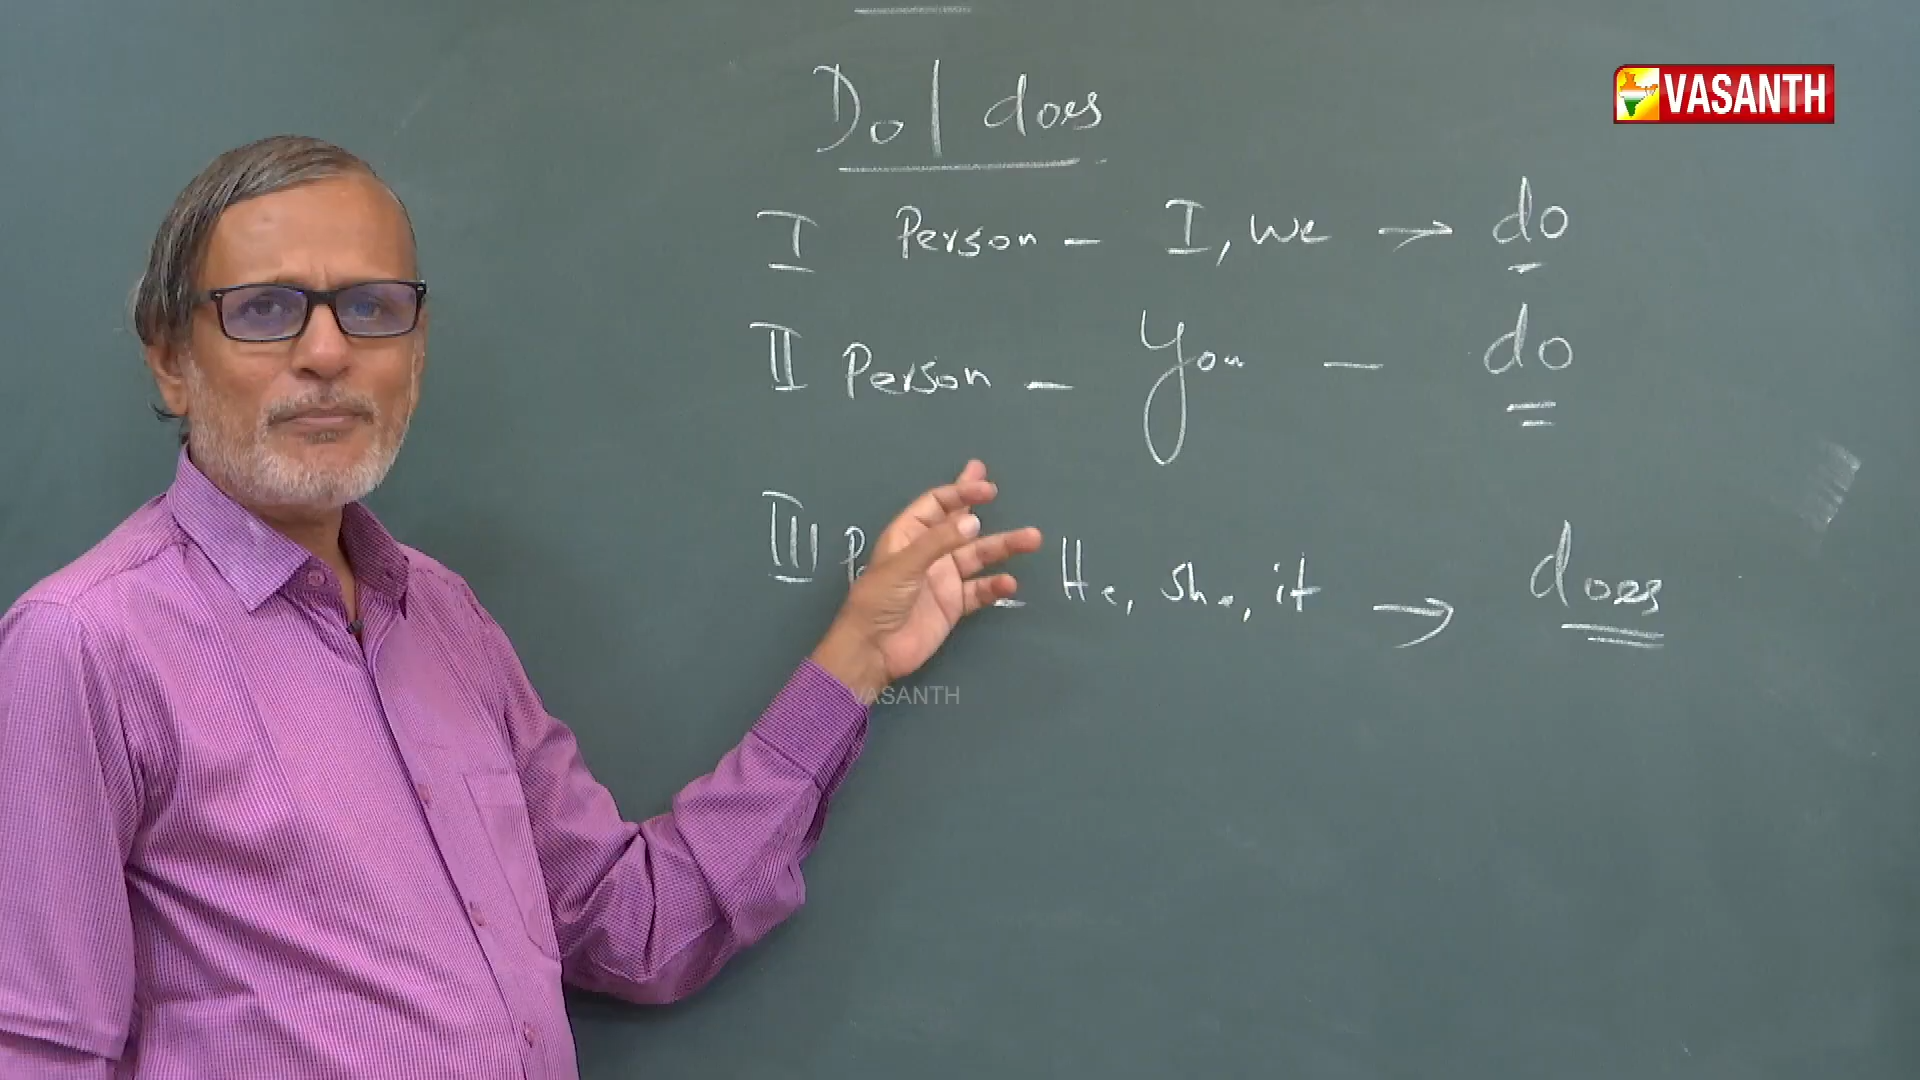 VASANTH
Do | does
I Person - I, We → do
II Person - You - do
III - He, She, it → does
VASANTH